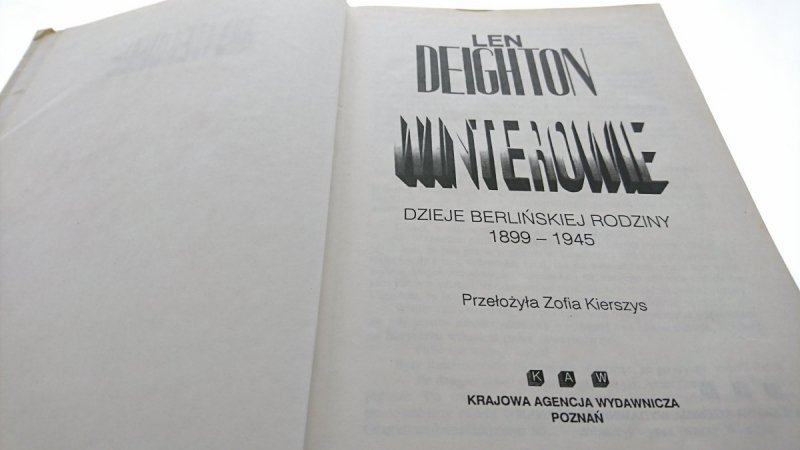 LEN
DEIGHTON
WINTEROWIE
DZIEJE BERLIŃSKIEJ RODZINY
1899 – 1945
Przełożyła Zofia Kierszys
K A W
KRAJOWA AGENCJA WYDAWNICZA
POZNAŃ